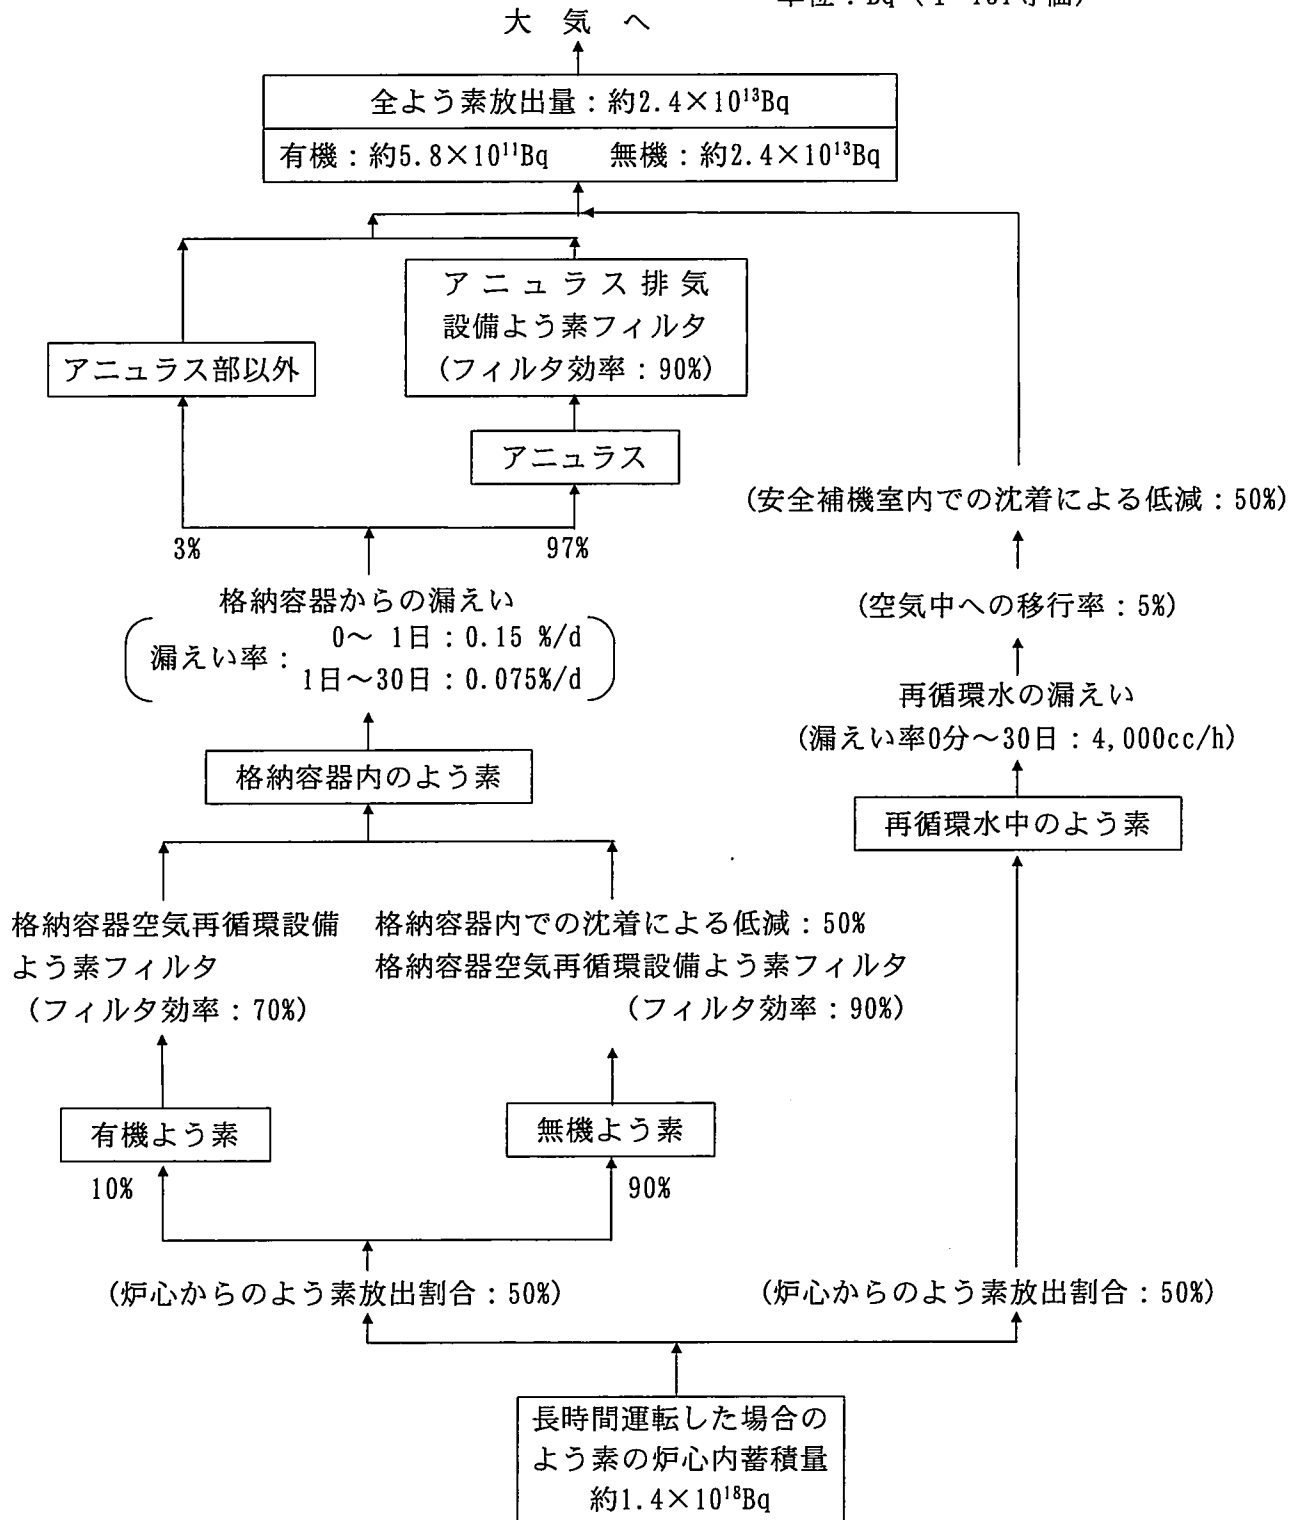 大 気 へ
全よう素放出量：約2.4×10¹³Bq
有機：約5.8×10¹¹Bq 無機：約2.4×10¹³Bq
アニュラス排気
設備よう素フィルタ
(フィルタ効率：90%)
アニュラス部以外
アニュラス
(安全補機室内での沈着による低減：50%)
3%
97%
格納容器からの漏えい
漏えい率：
0～ 1日：0.15 %/d
1日～30日：0.075%/d
(空気中への移行率：5%)
再循環水の漏えい
(漏えい率0分～30日：4,000cc/h)
格納容器内のよう素
再循環水中のよう素
格納容器空気再循環設備
よう素フィルタ
(フィルタ効率：70%)
格納容器内での沈着による低減：50%
格納容器空気再循環設備よう素フィルタ
(フィルタ効率：90%)
有機よう素
無機よう素
10%
90%
(炉心からのよう素放出割合：50%)
(炉心からのよう素放出割合：50%)
長時間運転した場合の
よう素の炉心内蓄積量
約1.4×10¹⁸Bq